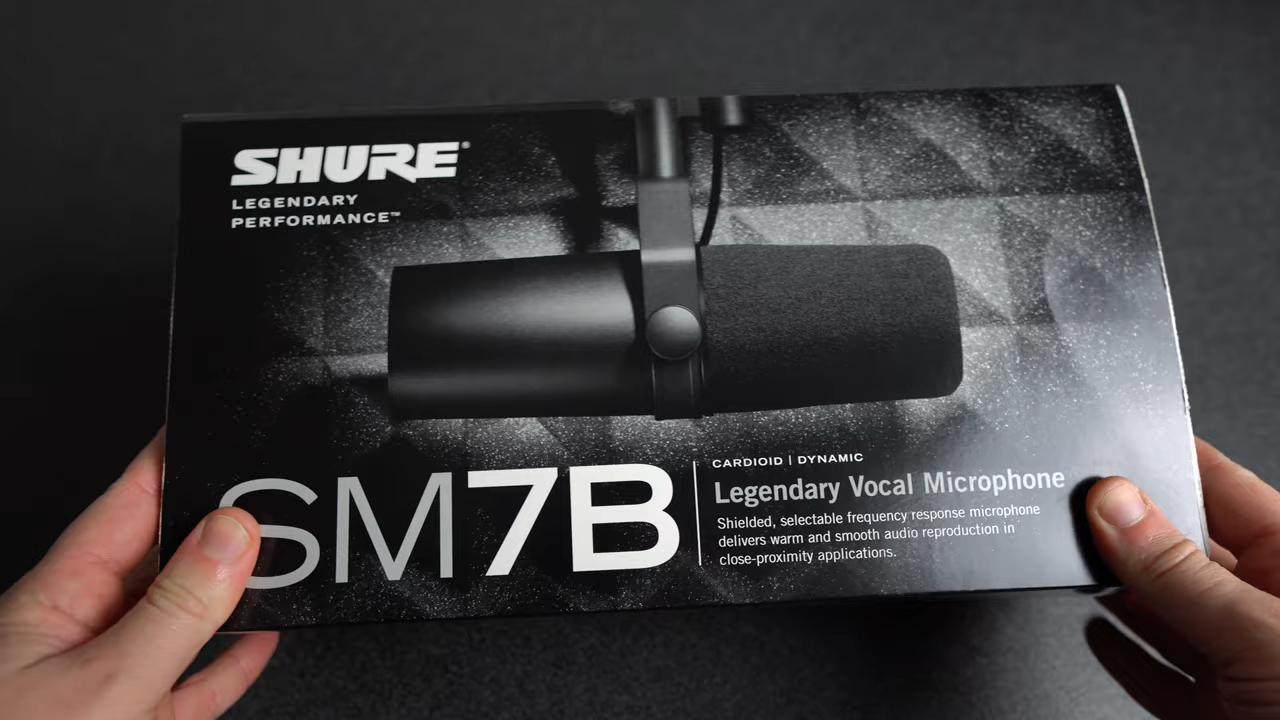 SHURE®
LEGENDARY
PERFORMANCE™
SM7B
CARDIOID | DYNAMIC
Legendary Vocal Microphone
Shielded, selectable frequency response microphone
delivers warm and smooth audio reproduction in
close-proximity applications.